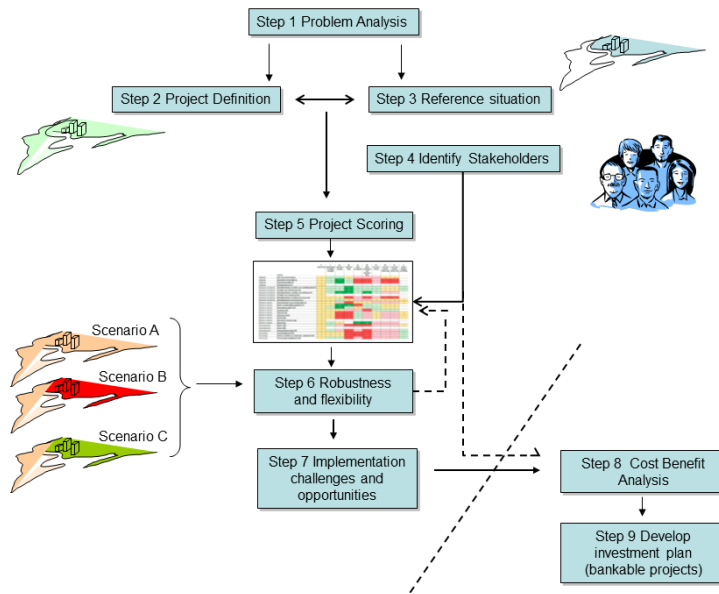 Step 1 Problem Analysis
Step 2 Project Definition
Step 3 Reference situation
Step 4 Identify Stakeholders
Step 5 Project Scoring
Scenario A
Scenario B
Scenario C
Step 6 Robustness
and flexibility
Step 7 Implementation
challenges and
opportunities
Step 8 Cost Benefit
Analysis
Step 9 Develop
investment plan
(bankable projects)